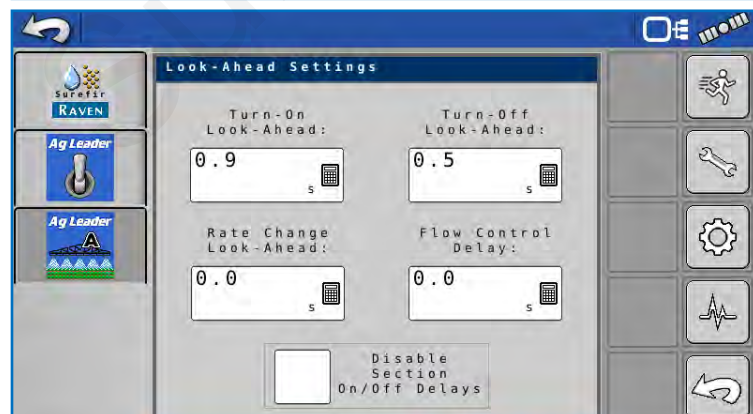 Look-Ahead Settings
Surefir
RAVEN
Turn-On
Look-Ahead:
Turn-Off
Look-Ahead:
0.9
s
0.5
s
Ag Leader
Rate Change
Look-Ahead:
Flow Control
Delay:
0.0
s
0.0
s
Ag Leader
A
Disable
Section
On/Off Delays